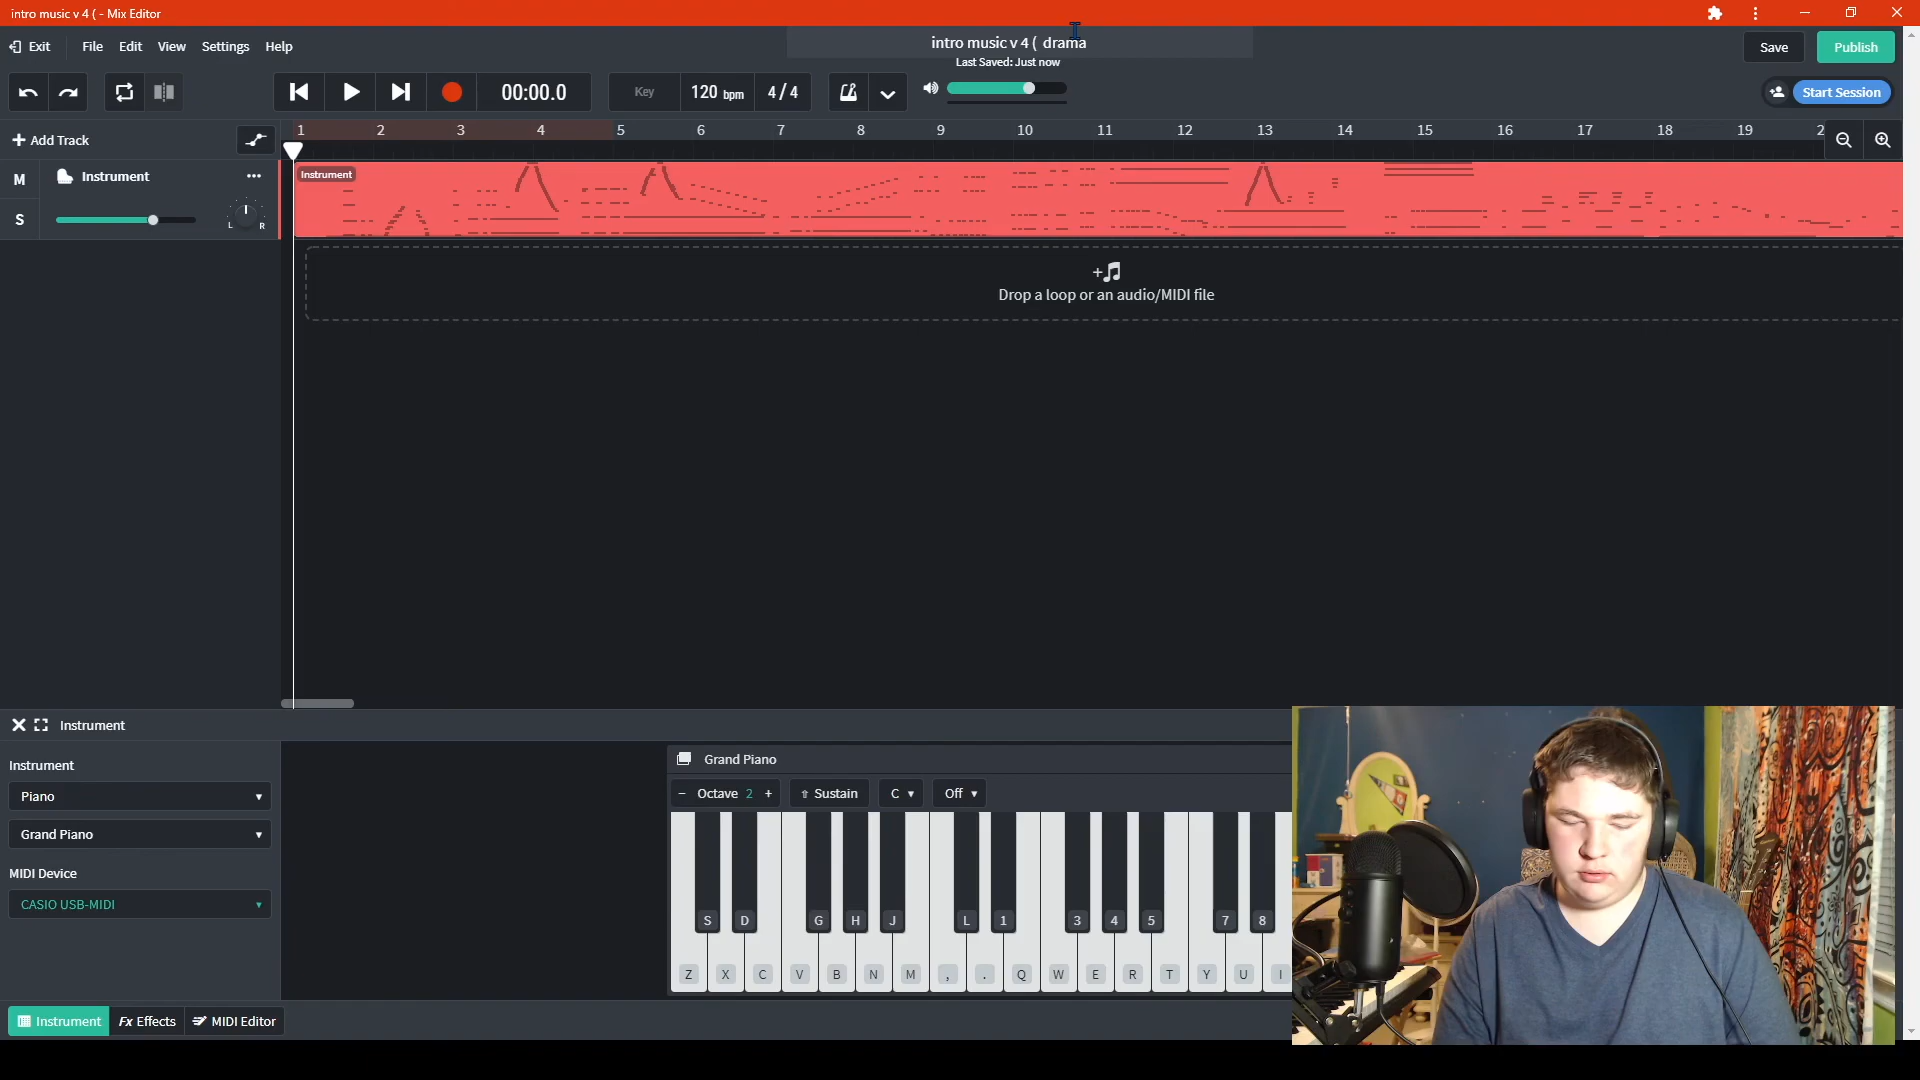 intro music v 4 ( - Mix Editor
Exit File Edit View Settings Help
intro music v 4 ( drama
Last Saved: Just now
Save Publish
00:00.0 Key 120 bpm 4 / 4
Start Session
+ Add Track
1 2 3 4 5 6 7 8 9 10 11 12 13 14 15 16 17 18 19 2
M Instrument •••
S L R
Instrument
+
Drop a loop or an audio/MIDI file
Instrument
Instrument
Piano
Grand Piano
MIDI Device
CASIO USB-MIDI
Grand Piano
− Octave 2 + Sustain C Off
S D G H J L 1 3 4 5 7 8
Z X C V B N M , . Q W E R T Y U I
Instrument Fx Effects MIDI Editor